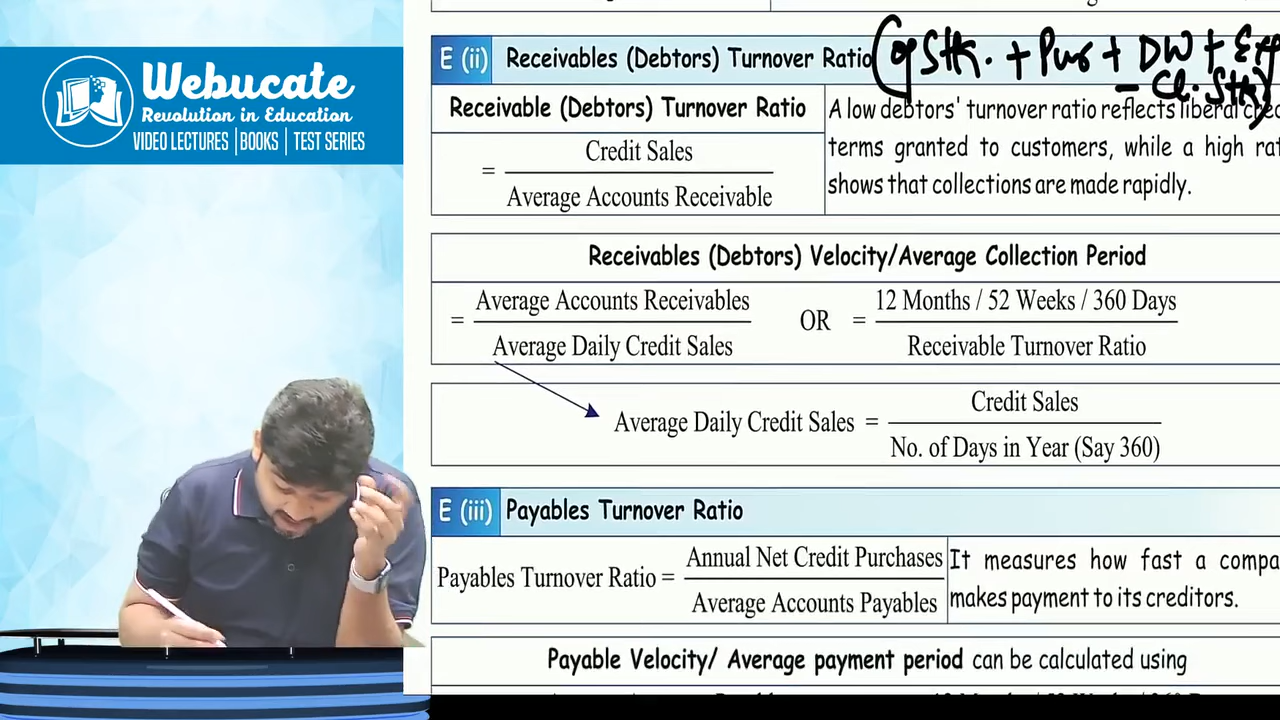 Webucate
Revolution in Education
VIDEO LECTURES | BOOKS | TEST SERIES
E (ii) Receivables (Debtors) Turnover Ratio
Stk. + Pur + DW +
- Cl. Stk)
Receivable (Debtors) Turnover Ratio
= Credit Sales
Average Accounts Receivable
A low debtors' turnover ratio reflects liberal
terms granted to customers, while a high
shows that collections are made rapidly.
Receivables (Debtors) Velocity/Average Collection Period
= Average Accounts Receivables
Average Daily Credit Sales
OR = 12 Months / 52 Weeks / 360 Days
Receivable Turnover Ratio
Average Daily Credit Sales = Credit Sales
No. of Days in Year (Say 360)
E (iii) Payables Turnover Ratio
Payables Turnover Ratio = Annual Net Credit Purchases
Average Accounts Payables
It measures how fast a
makes payment to its creditors.
Payable Velocity/ Average payment period can be calculated using